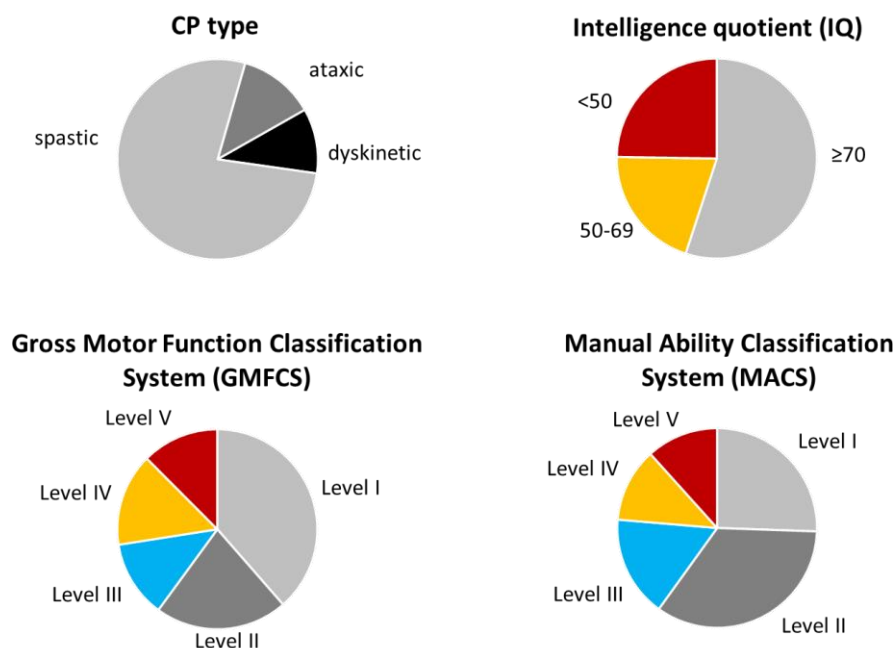 CP type
ataxic
spastic
dyskinetic
Intelligence quotient (IQ)
<50
≥70
50-69
Gross Motor Function Classification
System (GMFCS)
Level V
Level IV
Level I
Level III
Level II
Manual Ability Classification
System (MACS)
Level V
Level I
Level IV
Level III
Level II